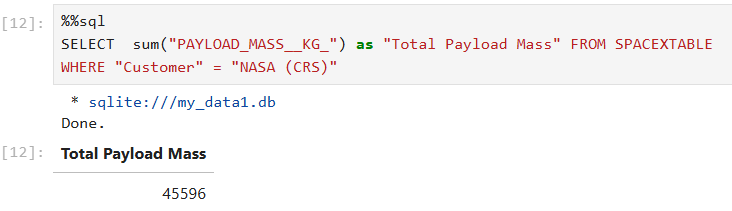 [12]: %%sql
SELECT  sum("PAYLOAD_MASS__KG_") as "Total Payload Mass" FROM SPACEXTABLE
WHERE "Customer" = "NASA (CRS)"
* sqlite:///my_data1.db
Done.
[12]: Total Payload Mass
45596